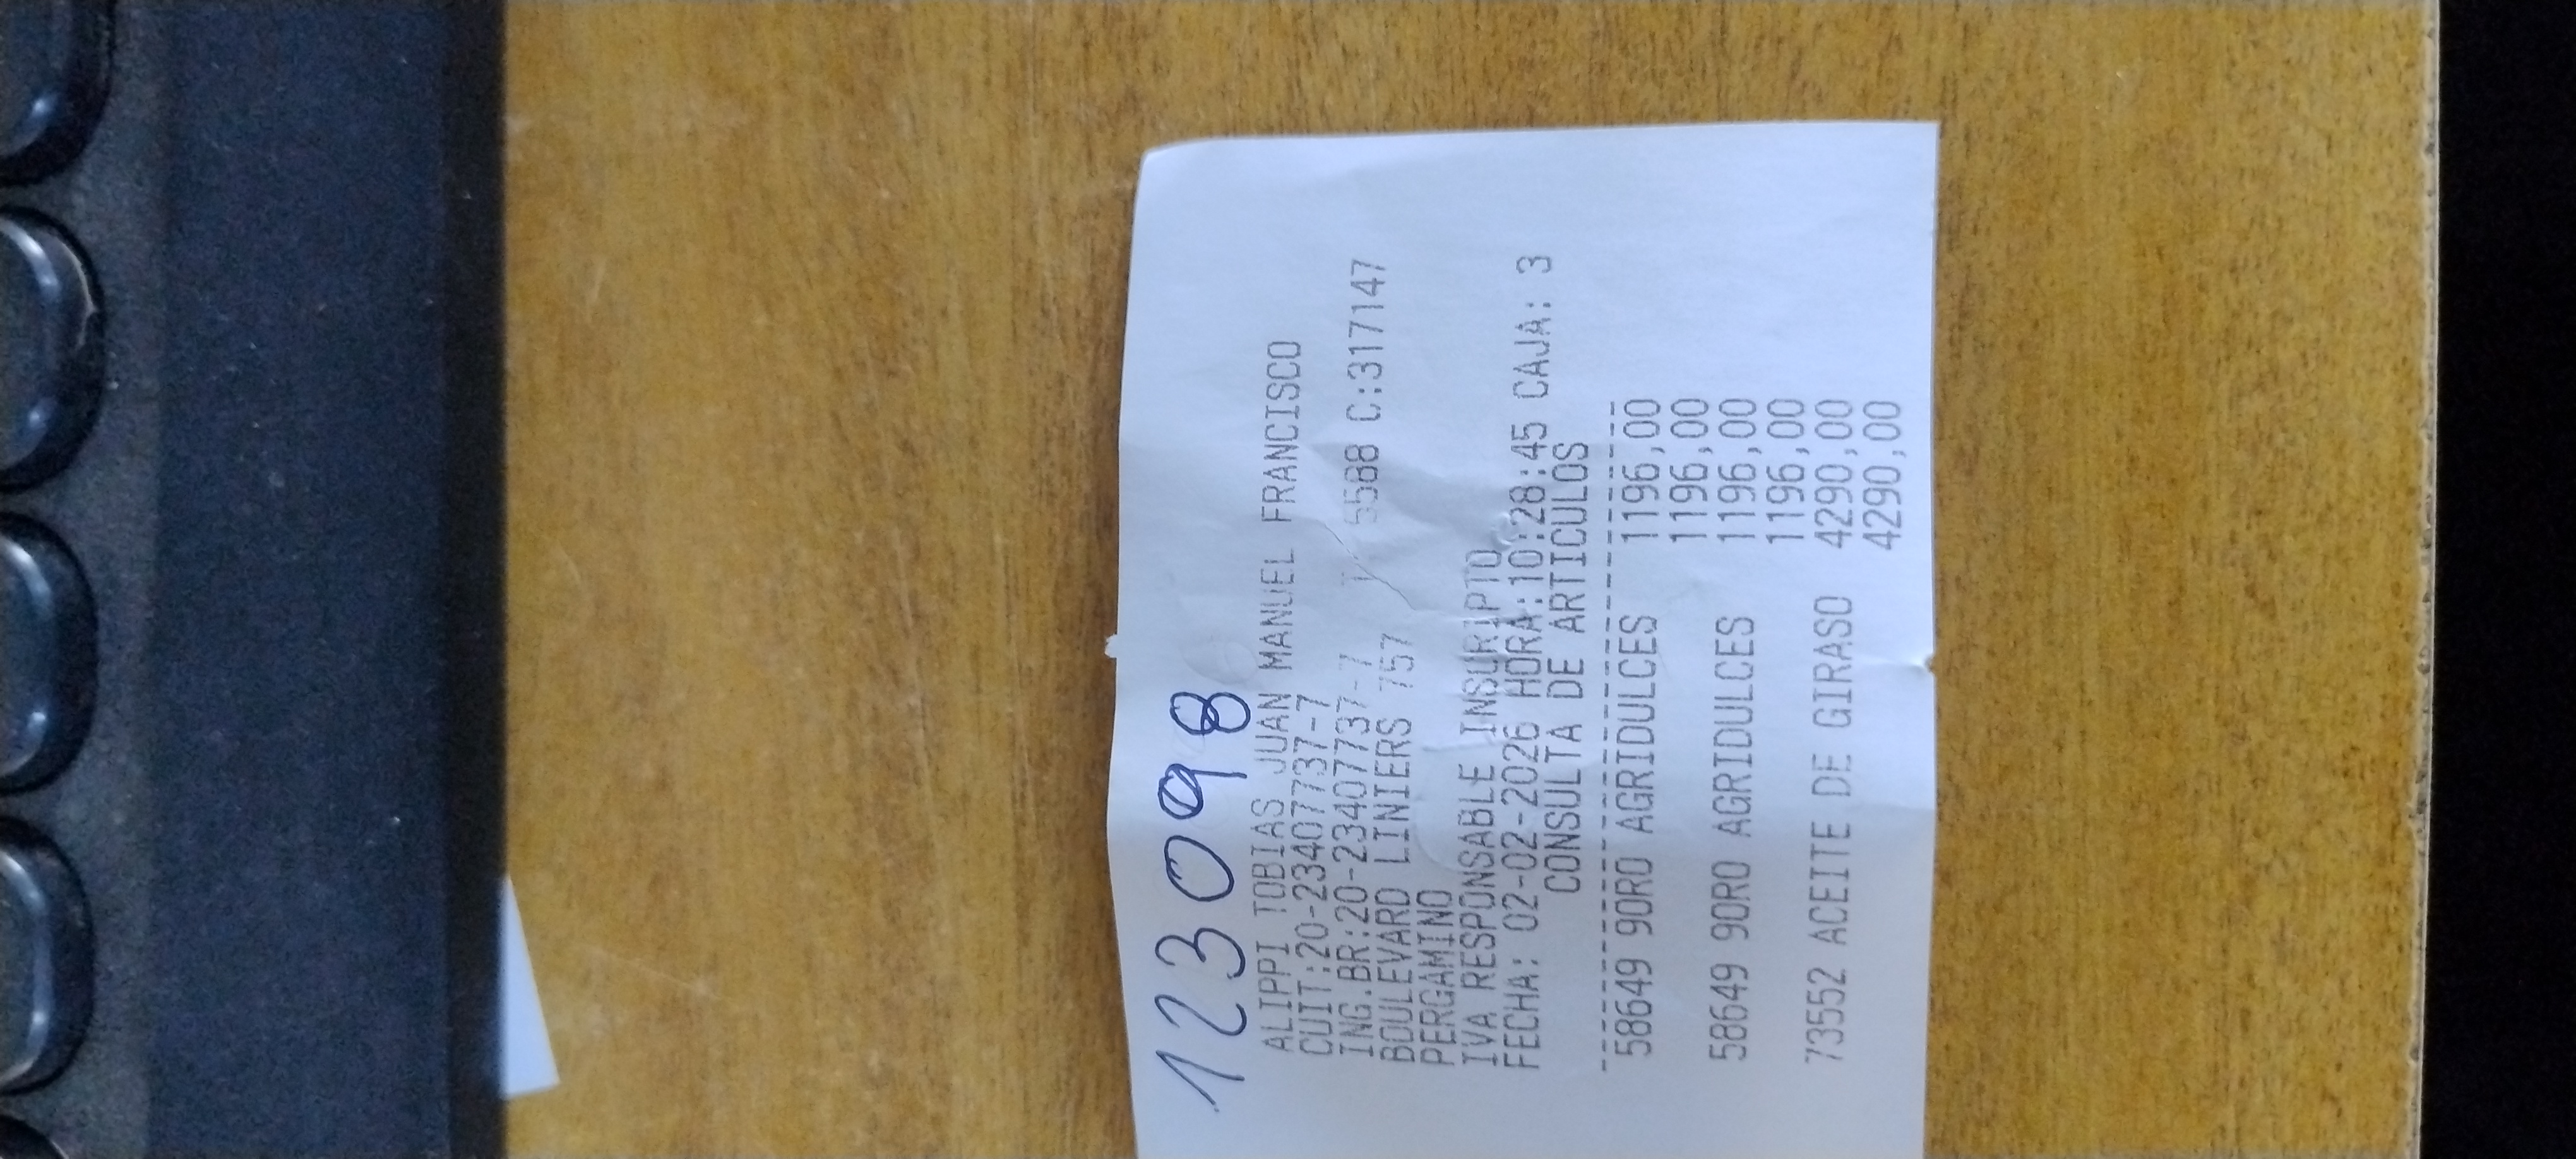 123098
ALIPPI TOBIAS JUAN MANUEL FRANCISCO
CUIT:20-23407737-7
ING.BR:20-23407737-7 5588 C:317147
BOULEVARD LINIERS 757
PERGAMINO
IVA RESPONSABLE INSCRIPTO
FECHA: 02-02-2026 HORA:10:28:45 CAJA: 3
CONSULTA DE ARTICULOS
--------------------------------
58649 9ORO AGRIDULCES 1196,00
1196,00
58649 9ORO AGRIDULCES 1196,00
1196,00
73552 ACEITE DE GIRASO 4290,00
4290,00